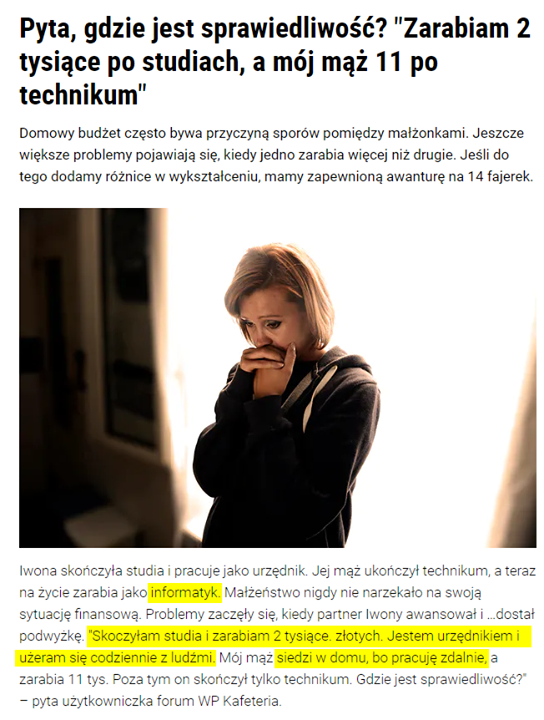 Pyta, gdzie jest sprawiedliwość? "Zarabiam 2
tysiące po studiach, a mój mąż 11 po
technikum"
Domowy budżet często bywa przyczyną sporów pomiędzy małżonkami. Jeszcze
większe problemy pojawiają się, kiedy jedno zarabia więcej niż drugie. Jeśli do
tego dodamy różnice w wykształceniu, mamy zapewnioną awanturę na 14 fajerek.
Iwona skończyła studia i pracuje jako urzędnik. Jej mąż ukończył technikum, a teraz
na życie zarabia jako informatyk. Małżeństwo nigdy nie narzekało na swoją
sytuację finansową. Problemy zaczęły się, kiedy partner Iwony awansował i ...dostał
podwyżkę. "Skoczyłam studia i zarabiam 2 tysiące. złotych. Jestem urzędnikiem i
użeram się codziennie z ludźmi. Mój mąż siedzi w domu, bo pracuję zdalnie, a
zarabia 11 tys. Poza tym on skończył tylko technikum. Gdzie jest sprawiedliwość?"
– pyta użytkowniczka forum WP Kafeteria.